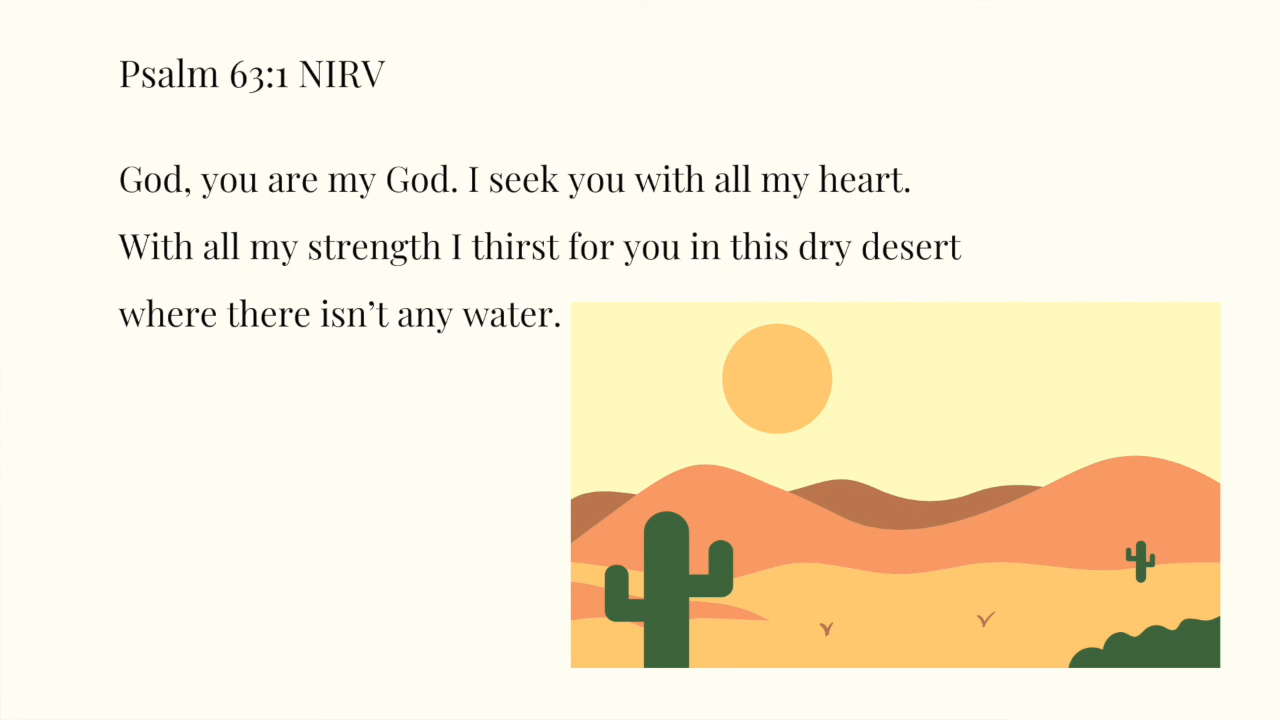 Psalm 63:1 NIRV
God, you are my God. I seek you with all my heart.
With all my strength I thirst for you in this dry desert
where there isn’t any water.